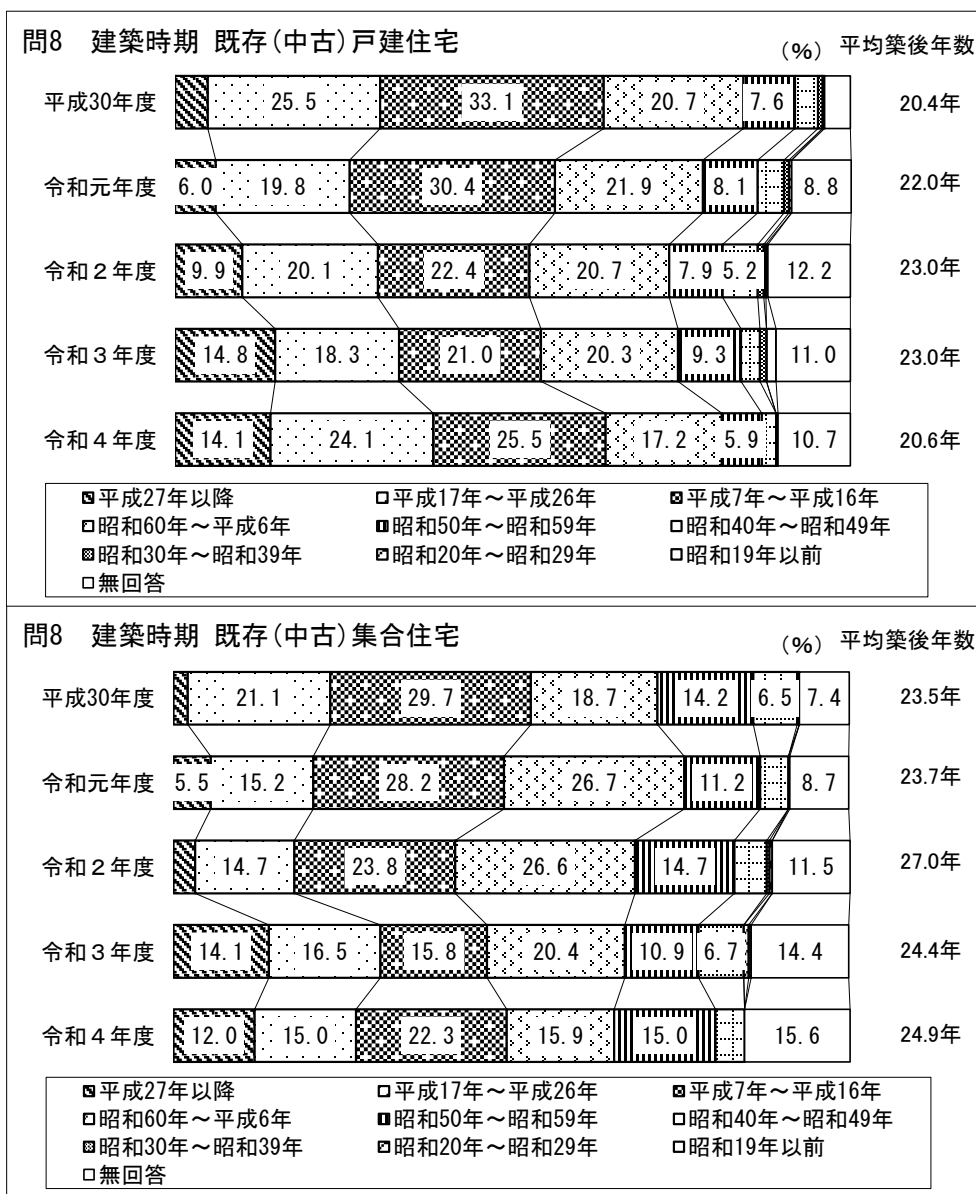 問8 建築時期 既存(中古)戸建住宅
(%) 平均築後年数
平成30年度 25.5 33.1 20.7 7.6 20.4年
令和元年度 6.0 19.8 30.4 21.9 8.1 8.8 22.0年
令和2年度 9.9 20.1 22.4 20.7 7.9 5.2 12.2 23.0年
令和3年度 14.8 18.3 21.0 20.3 9.3 11.0 23.0年
令和4年度 14.1 24.1 25.5 17.2 5.9 10.7 20.6年
平成27年以降 平成17年～平成26年 平成7年～平成16年
昭和60年～平成6年 昭和50年～昭和59年 昭和40年～昭和49年
昭和30年～昭和39年 昭和20年～昭和29年 昭和19年以前
無回答
問8 建築時期 既存(中古)集合住宅
(%) 平均築後年数
平成30年度 21.1 29.7 18.7 14.2 6.5 7.4 23.5年
令和元年度 5.5 15.2 28.2 26.7 11.2 8.7 23.7年
令和2年度 14.7 23.8 26.6 14.7 11.5 27.0年
令和3年度 14.1 16.5 15.8 20.4 10.9 6.7 14.4 24.4年
令和4年度 12.0 15.0 22.3 15.9 15.0 15.6 24.9年
平成27年以降 平成17年～平成26年 平成7年～平成16年
昭和60年～平成6年 昭和50年～昭和59年 昭和40年～昭和49年
昭和30年～昭和39年 昭和20年～昭和29年 昭和19年以前
無回答